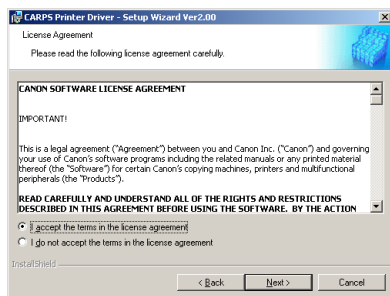 CARPS Printer Driver - Setup Wizard Ver2.00
License Agreement
Please read the following license agreement carefully.
CANON SOFTWARE LICENSE AGREEMENT
IMPORTANT!
This is a legal agreement ("Agreement") between you and Canon Inc. ("Canon") and governing
your use of Canon's software programs including the related manuals or any printed material
thereof (the "Software") for certain Canon's copying machines, printers and multifunctional
peripherals (the "Products").
READ CAREFULLY AND UNDERSTAND ALL OF THE RIGHTS AND RESTRICTIONS
DESCRIBED IN THIS AGREEMENT BEFORE USING THE SOFTWARE. BY THE ACTION
I accept the terms in the license agreement
I do not accept the terms in the license agreement
InstallShield
< Back Next > Cancel